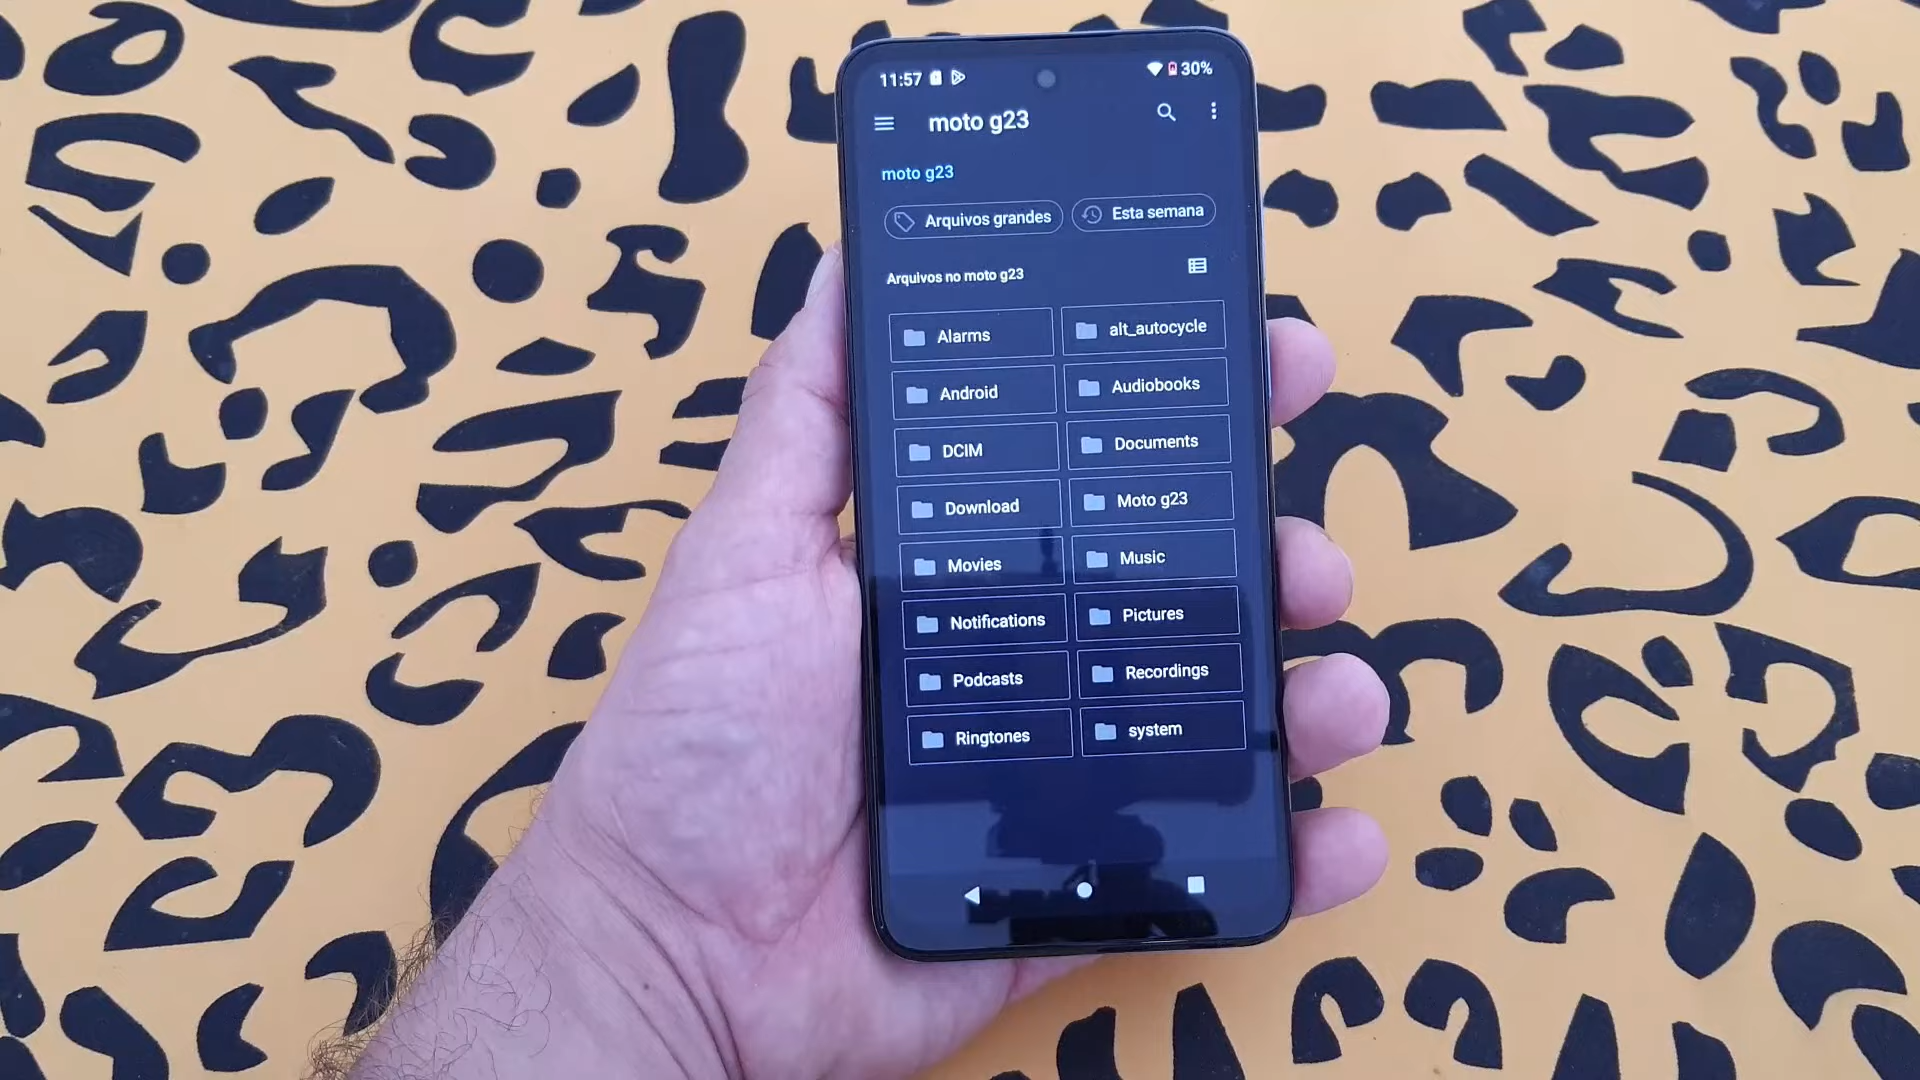 11:57 30%
moto g23
moto g23
Arquivos grandes Esta semana
Arquivos no moto g23
Alarms alt_autocycle
Android Audiobooks
DCIM Documents
Download Moto g23
Movies Music
Notifications Pictures
Podcasts Recordings
Ringtones system